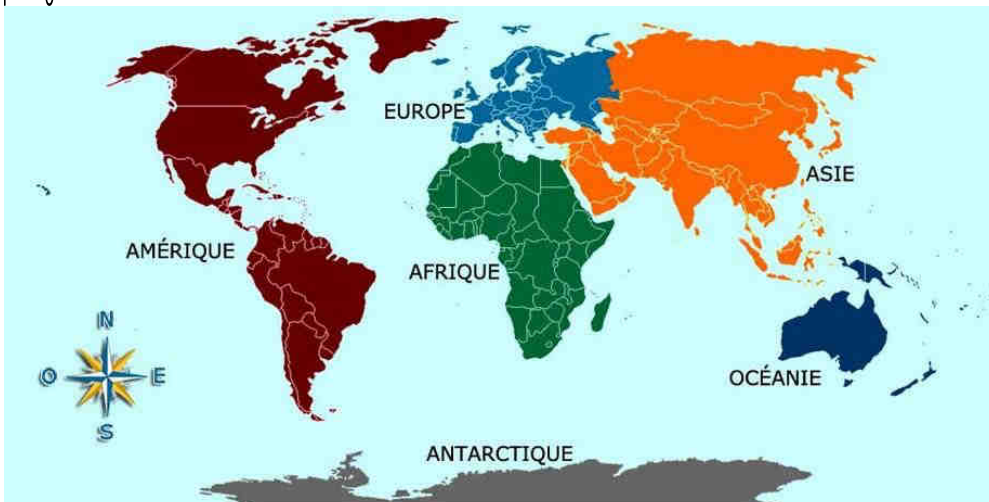 EUROPE
ASIE
AMÉRIQUE
AFRIQUE
N
O E
S
OCÉANIE
ANTARCTIQUE